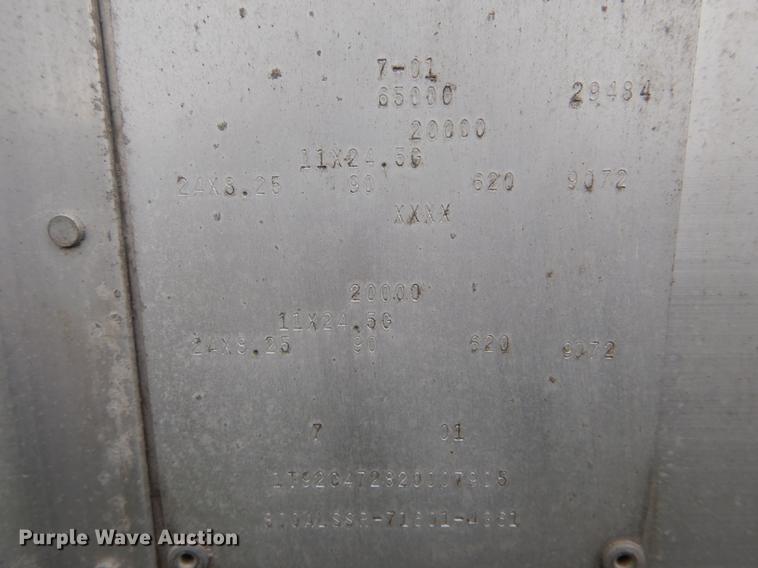 7-01
65000 29484
20000
11X24.5G
24X8.25 90 620 9072
XXXX
20000
11X24.5G
24X8.25 90 620 9072
7 01
Purple Wave Auction